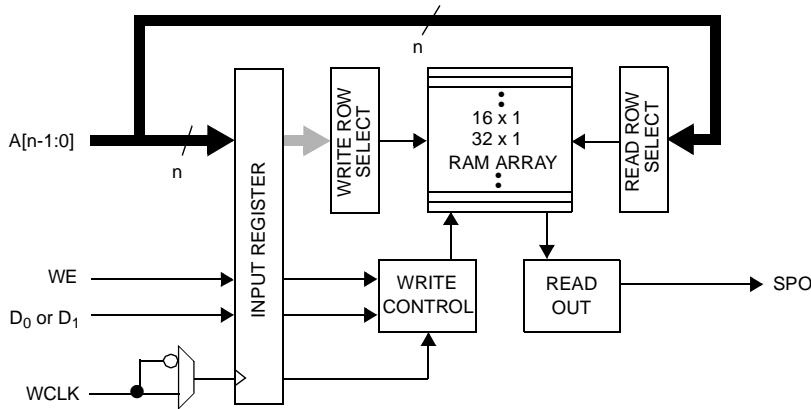 n
A[n-1:0]
n
INPUT REGISTER
WRITE ROW
SELECT
16 x 1
32 x 1
RAM ARRAY
READ ROW
SELECT
WE
D0 or D1
WCLK
WRITE
CONTROL
READ
OUT
SPO